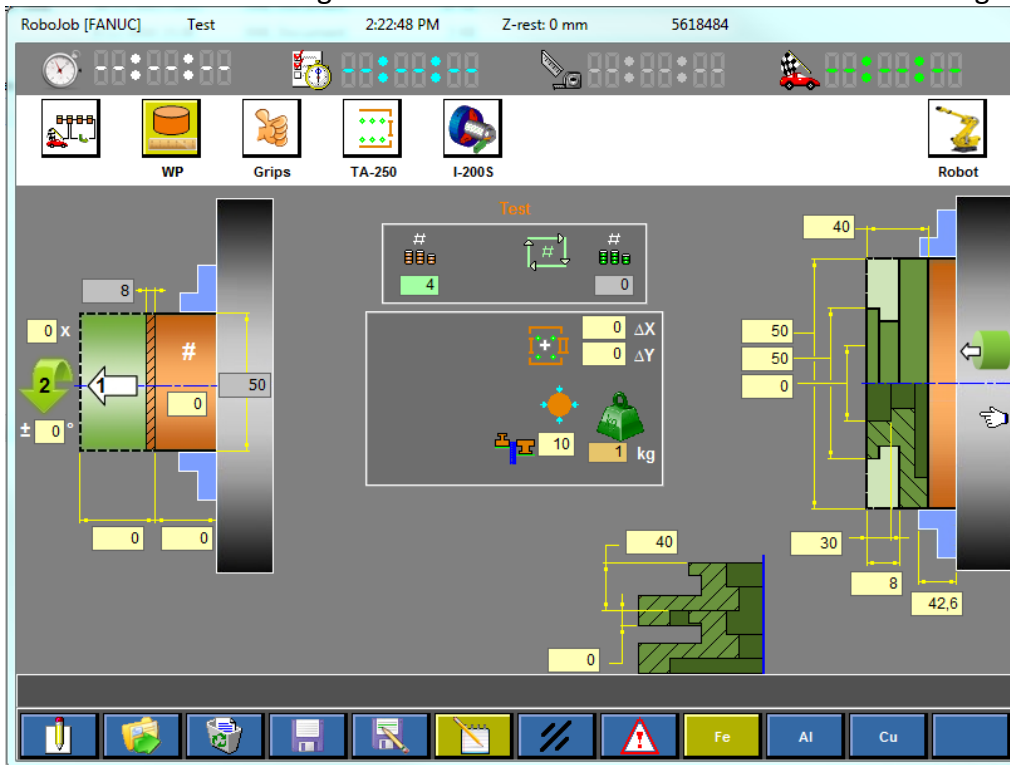 RoboJob [FANUC] Test 2:22:48 PM Z-rest: 0 mm 5618484
WP Grips TA-250 I-200S Robot
Test
# # #
4 0
40
8
0 x
0 ΔX
0 ΔY
50
50
0
#
2 1
50
0
± 0 °
10
1 kg
40
30
0 0
8
42,6
0
Fe Al Cu